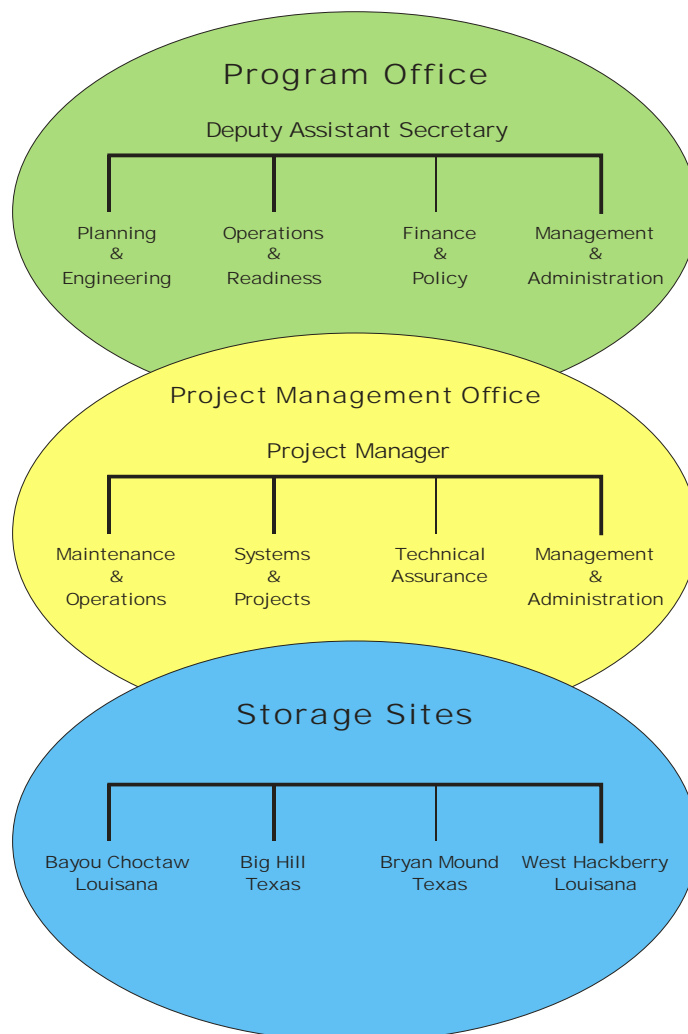 Program Office
Deputy Assistant Secretary
Planning
&
Engineering
Operations
&
Readiness
Finance
&
Policy
Management
&
Administration
Project Management Office
Project Manager
Maintenance
&
Operations
Systems
&
Projects
Technical
Assurance
Management
&
Administration
Storage Sites
Bayou Choctaw
Louisana
Big Hill
Texas
Bryan Mound
Texas
West Hackberry
Louisana